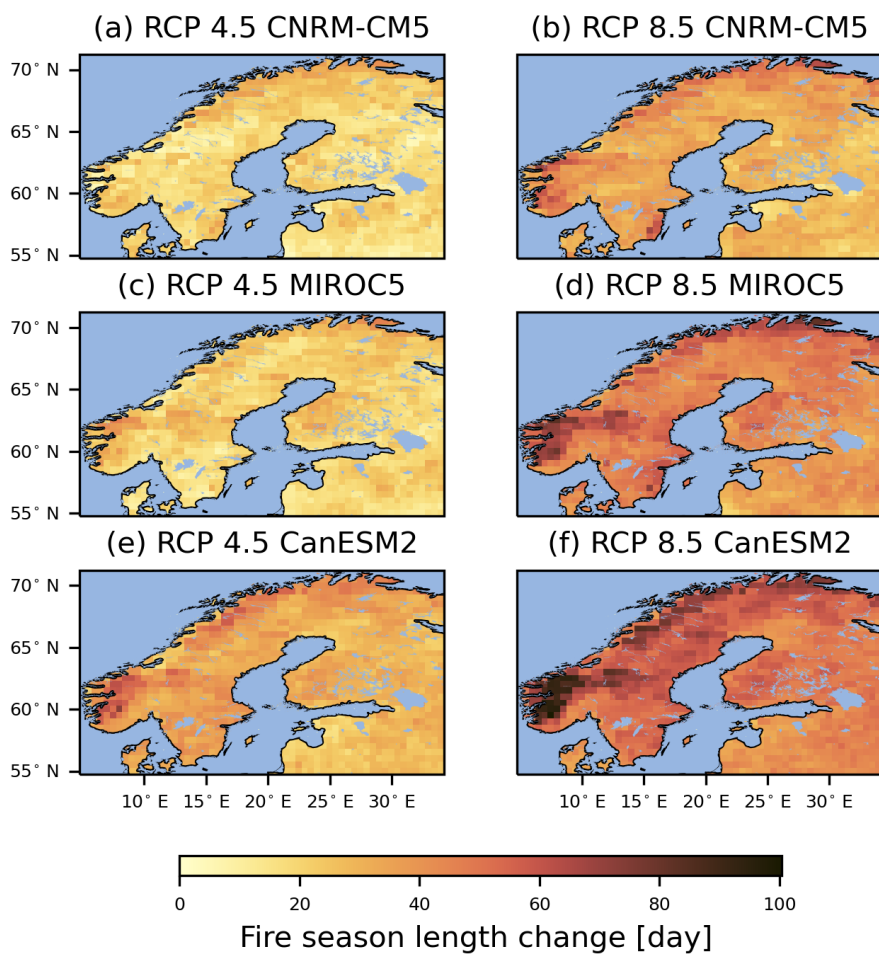 (a) RCP 4.5 CNRM-CM5
(b) RCP 8.5 CNRM-CM5
70° N
65° N
60° N
55° N
(c) RCP 4.5 MIROC5
(d) RCP 8.5 MIROC5
70° N
65° N
60° N
55° N
(e) RCP 4.5 CanESM2
(f) RCP 8.5 CanESM2
70° N
65° N
60° N
55° N
10° E 15° E 20° E 25° E 30° E
10° E 15° E 20° E 25° E 30° E
0 20 40 60 80 100
Fire season length change [day]